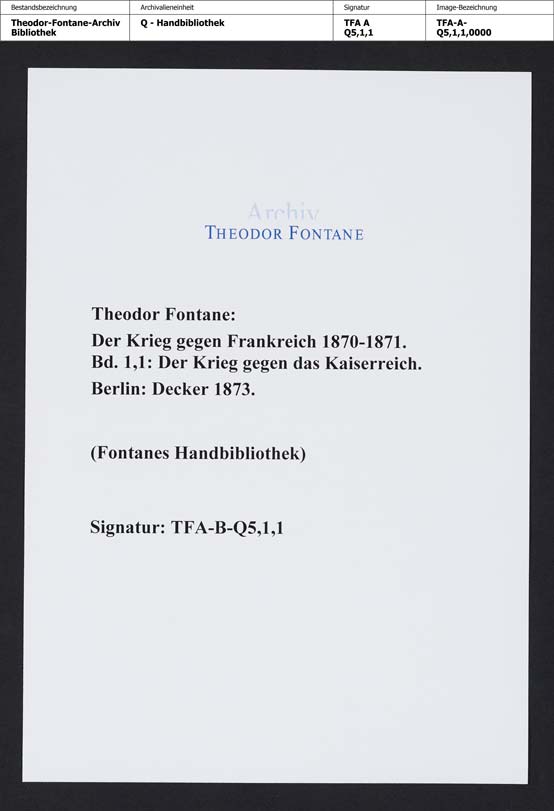 Bestandsbezeichnung
Theodor-Fontane-Archiv
Bibliothek
Archivalieneinheit
Q - Handbibliothek
Signatur
TFA A
Q5,1,1
Image-Bezeichnung
TFA-A-
Q5,1,1,0000
Archiv
THEODOR FONTANE
Theodor Fontane:
Der Krieg gegen Frankreich 1870-1871.
Bd. 1,1: Der Krieg gegen das Kaiserreich.
Berlin: Decker 1873.
(Fontanes Handbibliothek)
Signatur: TFA-B-Q5,1,1